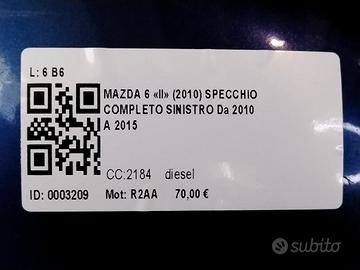 L: 6 B6
MAZDA 6 «II» (2010) SPECCHIO
COMPLETO SINISTRO Da 2010
A 2015
CC:2184 diesel
ID: 0003209 Mot: R2AA 70,00 €
subito